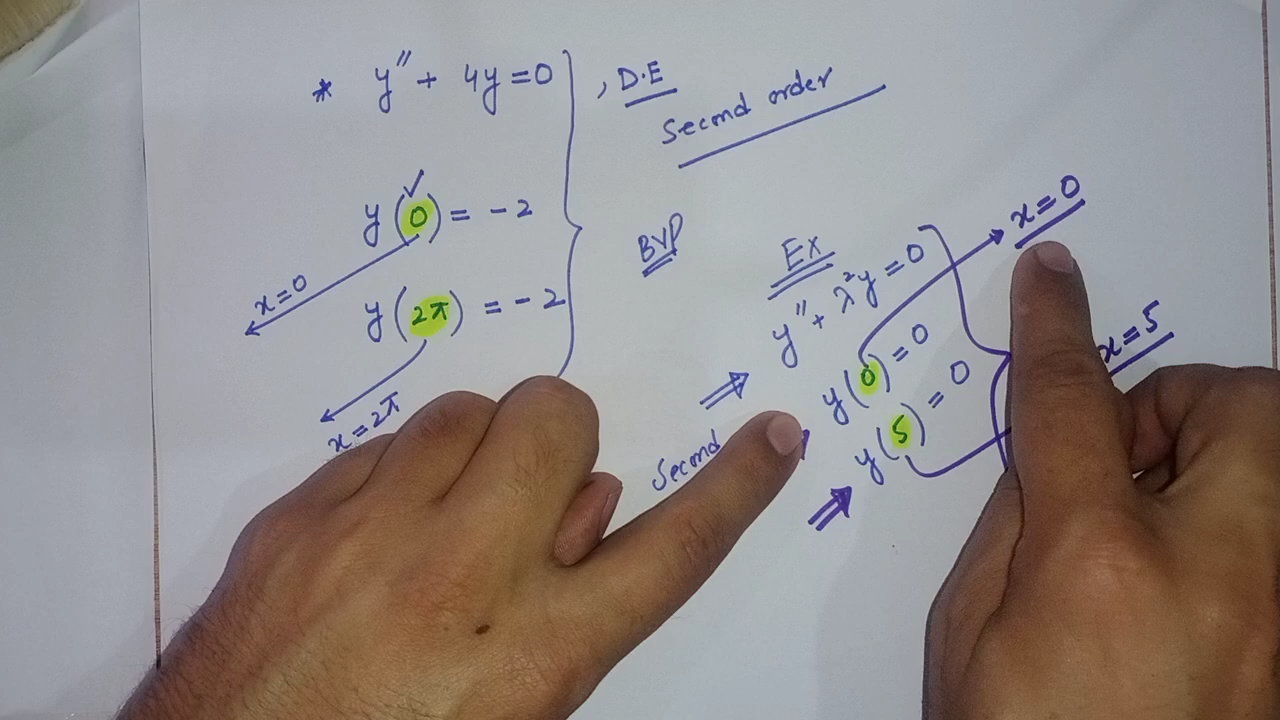 * y″ + 4y = 0 , D.E
Second order
y(0) = -2
x=0
y(2π) = -2
x=2π
BVP
Ex
y″ + λ²y = 0
y(0) = 0
x=0
y(5) = 0
x=5
Second